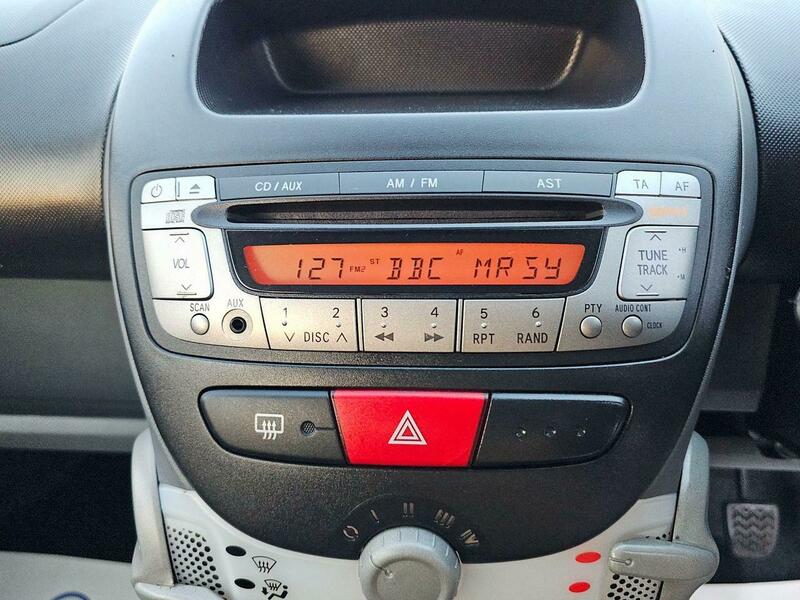 CD / AUX AM / FM AST TA AF
VOL 127 FM2 ST BBC AF MRSY TUNE TRACK H M
SCAN AUX 1 2 3 4 5 6 PTY AUDIO CONT
DISC RPT RAND CLOCK